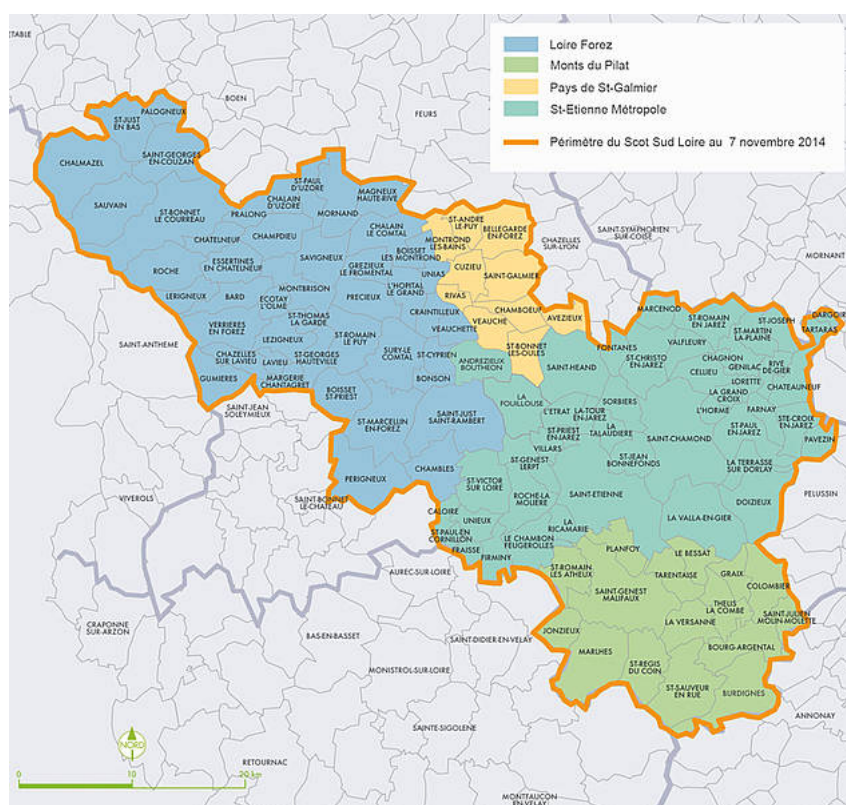 ETABLE
Loire Forez
Monts du Pilat
Pays de St-Galmier
St-Etienne Métropole
Périmètre du Scot Sud Loire au 7 novembre 2014
BOEN
FEURS
PALOGNEUX
ST-JUST
EN BAS
SAINT-GEORGES
EN-COUZAN
CHALMAZEL
SAUVAIN
ST-BONNET
LE COURREAU
PRALONG
ST-PAUL
D'UZORE
CHALAIN
D'UZORE
MAGNEUX
HAUTE-RIVE
MORNAND
CHALAIN
LE COMTAL
CHATELNEUF
CHAMPDIEU
BOISSET
LES MONTROND
ST-ANDRE
LE-PUY
BELLEGARDE
EN-FOREZ
MONTROND
LES-BAINS
CHAZELLES
SUR-LYON
SAINT-SYMPHORIEN
SUR-COISE
MORNANT
ROCHE
ESSERTINES
EN CHATELNEUF
SAVIGNEUX
GREZIEUX
LE FROMENTAL
UNIAS
CUZIEU
SAINT-GALMIER
LERIGNEUX
BARD
MONTBRISON
ECOTAY
L'OLME
PRECIEUX
L'HOPITAL
LE GRAND
RIVAS
CRAINTILLEUX
CHAMBOEUF
AVEZIEUX
VEAUCHE
VEAUCHETTE
ST-BONNET
LES-OULES
VERRIERES
EN FOREZ
ST-THOMAS
LA GARDE
LEZIGNEUX
ST-ROMAIN
LE PUY
SAINT-ANTHEME
CHAZELLES
SUR LAVIEU
LAVIEU
ST-GEORGES
HAUTEVILLE
SURY-LE
COMTAL
ST-CYPRIEN
ANDREZIEUX
BOUTHEON
GUMIERES
MARGERIE
CHANTAGRET
BOISSET
ST-PRIEST
BONSON
SAINT-JEAN
SOLEYMIEUX
ST-MARCELLIN
EN-FOREZ
SAINT-JUST
SAINT-RAMBERT
PERIGNEUX
CHAMBLES
VIVEROLS
SAINT-BONNET
LE-CHATEAU
MARCENOD
ST-ROMAIN
EN JAREZ
ST-JOSEPH
DARGOIRE
TARTARAS
ST-MARTIN
LA-PLAINE
FONTANES
VALFLEURY
SAINT-HEAND
ST-CHRISTO
EN-JAREZ
CHAGNON
CELLIEU
GENILAC
RIVE
DE-GIER
LORETTE
CHATEAUNEUF
LA GRAND
CROIX
LA
FOUILLOUSE
L'ETRAT
LA-TOUR
EN-JAREZ
SORBIERS
L'HORME
FARNAY
STE-CROIX
EN-JAREZ
ST-PRIEST
EN-JAREZ
LA
TALAUDIERE
ST-PAUL
EN-JAREZ
PAVEZIN
VILLARS
SAINT-CHAMOND
ST-GENEST
LERPT
ST-JEAN
BONNEFONDS
LA TERRASSE
SUR DORLAY
ST-VICTOR
SUR LOIRE
ROCHE-LA
MOLIERE
SAINT-ETIENNE
DOIZIEUX
PELUSSIN
CALOIRE
UNIEUX
LA
RICAMARIE
LA VALLA-EN-GIER
ST-PAUL-EN
CORNILLON
FRAISSE
LE CHAMBON
FEUGEROLLES
FIRMINY
PLANFOY
LE BESSAT
AUREC-SUR-LOIRE
ST-ROMAIN
LES ATHEUX
TARENTAISE
GRAIX
COLOMBIER
SAINT-GENEST
MALIFAUX
THELIS
LA COMBE
LA VERSANNE
SAINT-JULIEN
MOLIN-MOLETTE
CRAPONNE
SUR-ARZON
BAS-EN-BASSET
SAINT-DIDIER-EN-VELAY
JONZIEUX
MARLHES
BOURG-ARGENTAL
ST-REGIS
DU COIN
MONISTROL-SUR-LOIRE
ST-SAUVEUR
EN RUE
BURDIGNES
ANNONAY
SAINTE-SIGOLENE
NORD
RETOURNAC
0 10 20 km
MONTFAUCON
EN-VELAY